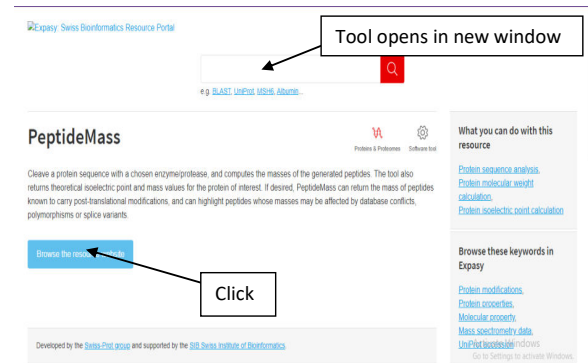 Expasy: Swiss Bioinformatics Resource Portal
Tool opens in new window
e.g. BLAST, UniProt, MSH6, Albumin...
PeptideMass
Proteins & Proteomes
Software tool
Cleave a protein sequence with a chosen enzyme/protease, and computes the masses of the generated peptides. The tool also
returns theoretical isoelectric point and mass values for the protein of interest. If desired, PeptideMass can return the mass of peptides
known to carry post-translational modifications, and can highlight peptides whose masses may be affected by database conflicts,
polymorphisms or splice variants.
Browse the resource website
Click
Developed by the Swiss-Prot group and supported by the SIB Swiss Institute of Bioinformatics.
What you can do with this
resource
Protein sequence analysis,
Protein molecular weight
calculation,
Protein isoelectric point calculation
Browse these keywords in
Expasy
Protein modifications,
Protein properties,
Molecular property,
Mass spectrometry data,
UniProt accession
Activate Windows
Go to Settings to activate Windows.